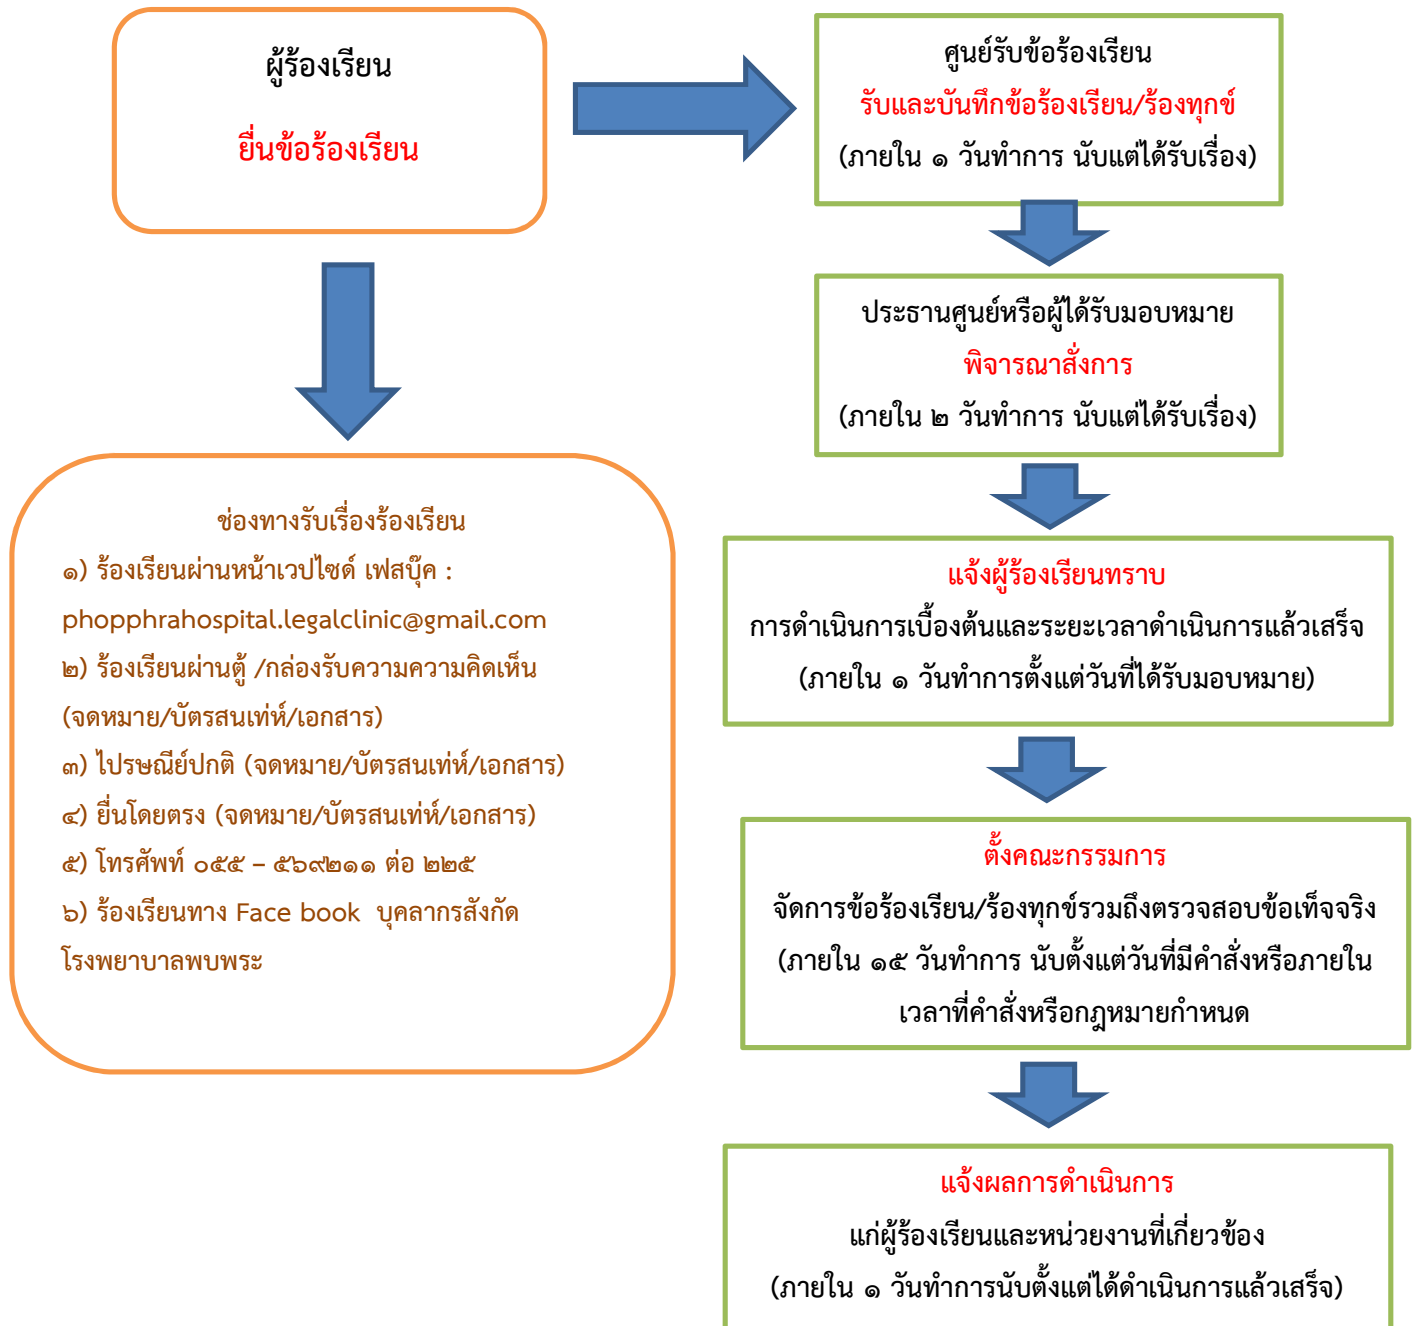 ผู้ร้องเรียน
ยื่นข้อร้องเรียน
ศูนย์รับข้อร้องเรียน
รับและบันทึกข้อร้องเรียน/ร้องทุกข์
(ภายใน ๑ วันทำการ นับแต่ได้รับเรื่อง)
ประธานศูนย์หรือผู้ได้รับมอบหมาย
พิจารณาสั่งการ
(ภายใน ๒ วันทำการ นับแต่ได้รับเรื่อง)
ช่องทางรับเรื่องร้องเรียน
๑) ร้องเรียนผ่านหน้าเวปไซด์ เฟสบุ๊ค :
phopphrahospital.legalclinic@gmail.com
๒) ร้องเรียนผ่านตู้ /กล่องรับความความคิดเห็น
(จดหมาย/บัตรสนเท่ห์/เอกสาร)
๓) ไปรษณีย์ปกติ (จดหมาย/บัตรสนเท่ห์/เอกสาร)
๔) ยื่นโดยตรง (จดหมาย/บัตรสนเท่ห์/เอกสาร)
๕) โทรศัพท์ ๐๕๕ – ๕๖๙๒๑๑ ต่อ ๒๒๕
๖) ร้องเรียนทาง Face book บุคลากรสังกัด
โรงพยาบาลพบพระ
แจ้งผู้ร้องเรียนทราบ
การดำเนินการเบื้องต้นและระยะเวลาดำเนินการแล้วเสร็จ
(ภายใน ๑ วันทำการตั้งแต่วันที่ได้รับมอบหมาย)
ตั้งคณะกรรมการ
จัดการข้อร้องเรียน/ร้องทุกข์รวมถึงตรวจสอบข้อเท็จจริง
(ภายใน ๑๕ วันทำการ นับตั้งแต่วันที่มีคำสั่งหรือภายใน
เวลาที่คำสั่งหรือกฎหมายกำหนด
แจ้งผลการดำเนินการ
แก่ผู้ร้องเรียนและหน่วยงานที่เกี่ยวข้อง
(ภายใน ๑ วันทำการนับตั้งแต่ได้ดำเนินการแล้วเสร็จ)